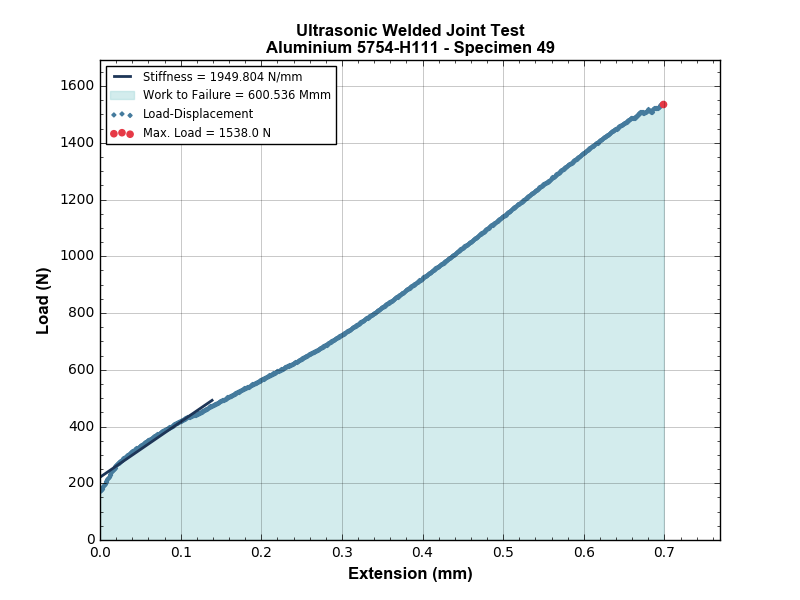 Ultrasonic Welded Joint Test
Aluminium 5754-H111 - Specimen 49
Stiffness = 1949.804 N/mm
Work to Failure = 600.536 Mmm
Load-Displacement
Max. Load = 1538.0 N
1600
1400
1200
1000
800
600
400
200
0
Load (N)
0.0 0.1 0.2 0.3 0.4 0.5 0.6 0.7
Extension (mm)